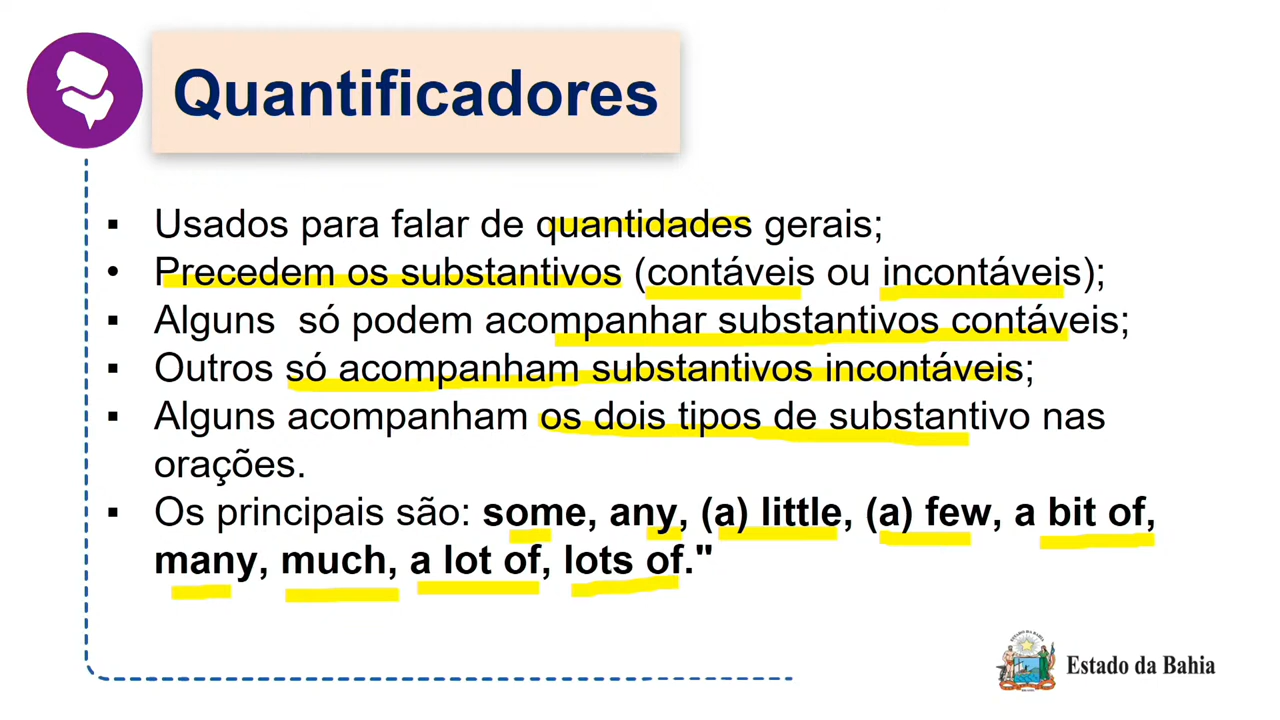 Quantificadores
▪ Usados para falar de quantidades gerais;
• Precedem os substantivos (contáveis ou incontáveis);
▪ Alguns só podem acompanhar substantivos contáveis;
▪ Outros só acompanham substantivos incontáveis;
▪ Alguns acompanham os dois tipos de substantivo nas
orações.
▪ Os principais são: some, any, (a) little, (a) few, a bit of,
many, much, a lot of, lots of."
Estado da Bahia